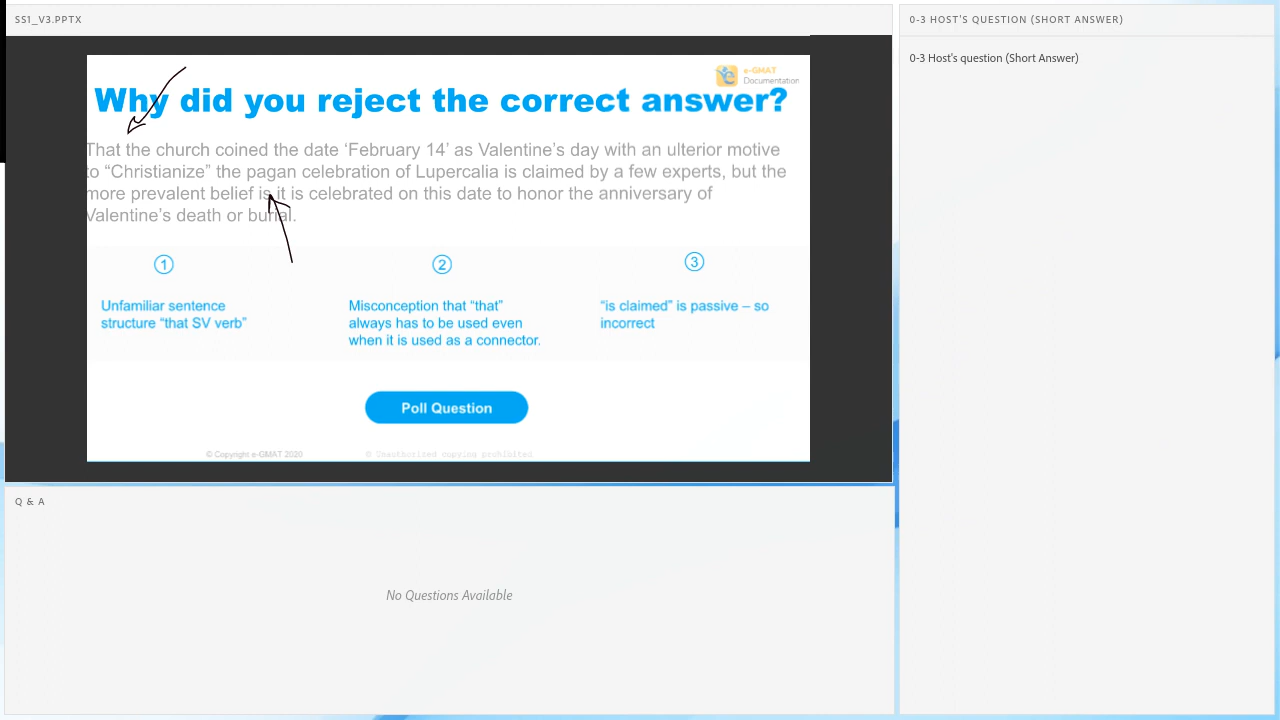 SS1_V3.PPTX
0-3 HOST'S QUESTION (SHORT ANSWER)
0-3 Host's question (Short Answer)
e-GMAT
Documentation
Why did you reject the correct answer?
That the church coined the date ‘February 14’ as Valentine’s day with an ulterior motive
to “Christianize” the pagan celebration of Lupercalia is claimed by a few experts, but the
more prevalent belief is it is celebrated on this date to honor the anniversary of
Valentine’s death or burial.
1
2
3
Unfamiliar sentence
structure “that SV verb”
Misconception that “that”
always has to be used even
when it is used as a connector.
“is claimed” is passive – so
incorrect
Poll Question
© Copyright e-GMAT 2020
© Unauthorized copying prohibited
Q & A
No Questions Available